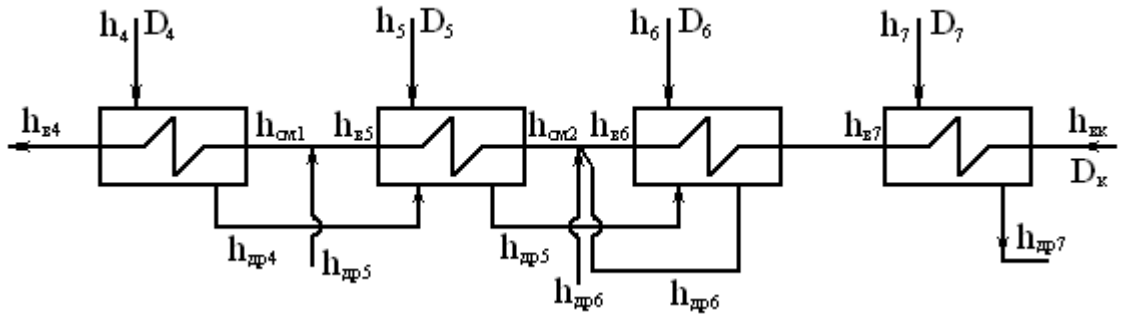 h₄ D₄ h₅ D₅ h₆ D₆ h₇ D₇
hв4 hсм1 hв5 hсм2 hв6 hв7 hвк
Dк
hдр4 hдр5 hдр5 hдр6 hдр6 hдр7